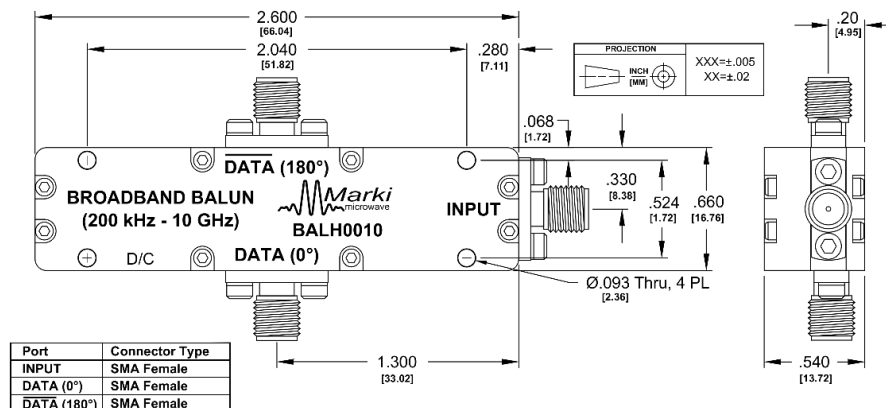 2.600
[66.04]
2.040
[51.82]
.280
[7.11]
PROJECTION
INCH
[MM]
XXX=±.005
XX=±.02
.20
[4.95]
.068
[1.72]
DATA (180°)
BROADBAND BALUN
(200 kHz - 10 GHz)
Marki
microwave
BALH0010
INPUT
D/C
DATA (0°)
.330
[8.38]
.524
[1.72]
.660
[16.76]
Ø.093 Thru, 4 PL
[2.36]
1.300
[33.02]
.540
[13.72]
Port Connector Type
INPUT SMA Female
DATA (0°) SMA Female
DATA (180°) SMA Female